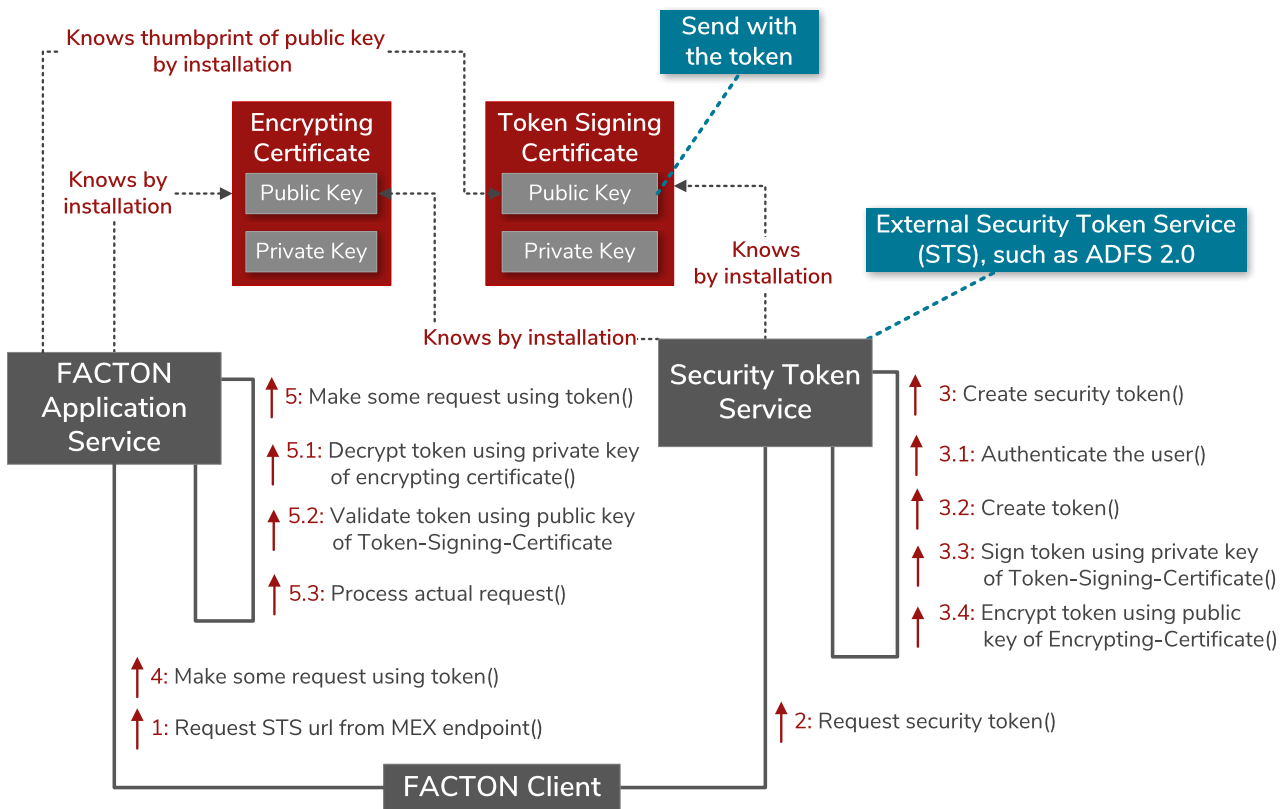 Knows thumbprint of public key
by installation
Send with
the token
Encrypting
Certificate
Public Key
Private Key
Token Signing
Certificate
Public Key
Private Key
Knows by
installation
Knows
by installation
External Security Token Service
(STS), such as ADFS 2.0
Knows by installation
FACTON
Application
Service
5: Make some request using token()
5.1: Decrypt token using private key
of encrypting certificate()
5.2: Validate token using public key
of Token-Signing-Certificate
5.3: Process actual request()
Security Token
Service
3: Create security token()
3.1: Authenticate the user()
3.2: Create token()
3.3: Sign token using private key
of Token-Signing-Certificate()
3.4: Encrypt token using public
key of Encrypting-Certificate()
4: Make some request using token()
1: Request STS url from MEX endpoint()
2: Request security token()
FACTON Client